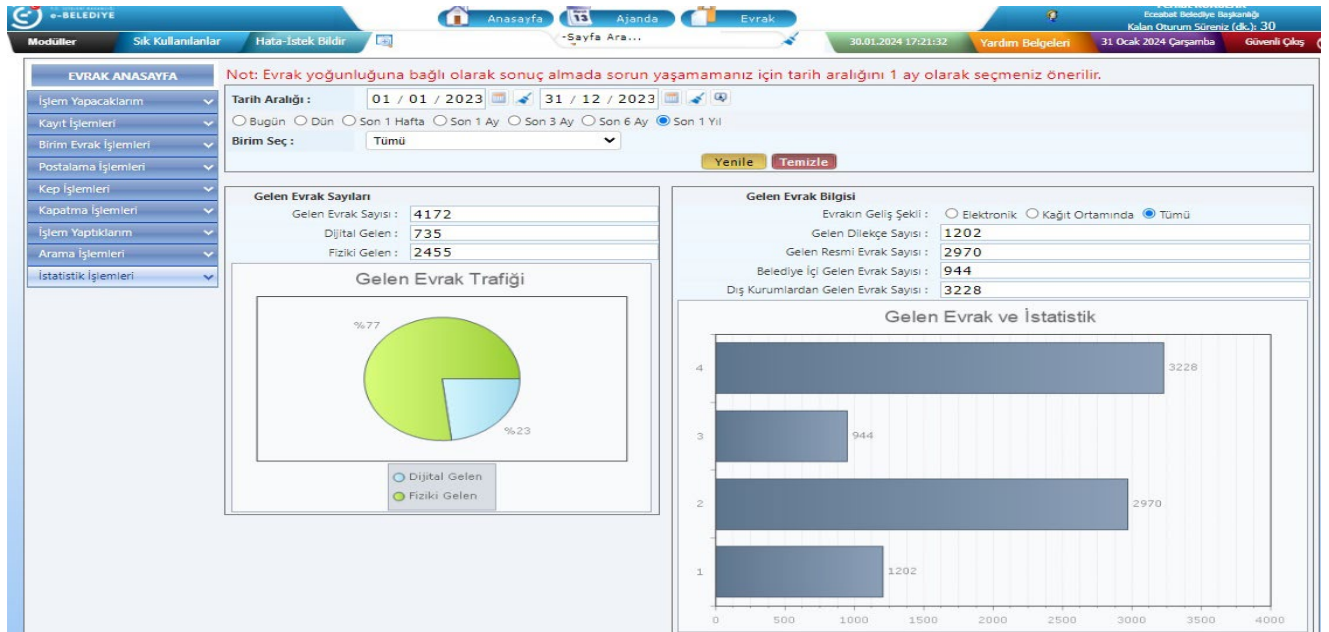 e-BELEDİYE
Anasayfa
13
Ajanda
Evrak
Eceabat Belediye Başkanlığı
Kalan Oturum Süreniz (dk.): 30
Modüller
Sık Kullanılanlar
Hata-İstek Bildir
-Sayfa Ara...
30.01.2024 17:21:32
Yardım Belgeleri
31 Ocak 2024 Çarşamba
Güvenli Çıkış
EVRAK ANASAYFA
İşlem Yapacaklarım
Kayıt İşlemleri
Birim Evrak İşlemleri
Postalama İşlemleri
Kep İşlemleri
Kapatma İşlemleri
İşlem Yaptıklarım
Arama İşlemleri
İstatistik İşlemleri
Not: Evrak yoğunluğuna bağlı olarak sonuç almada sorun yaşamamanız için tarih aralığını 1 ay olarak seçmeniz önerilir.
Tarih Aralığı : 01 / 01 / 2023 31 / 12 / 2023
Bugün Dün Son 1 Hafta Son 1 Ay Son 3 Ay Son 6 Ay Son 1 Yıl
Birim Seç : Tümü
Yenile Temizle
Gelen Evrak Sayıları
Gelen Evrak Sayısı : 4172
Dijital Gelen : 735
Fiziki Gelen : 2455
Gelen Evrak Trafiği
%77
%23
Dijital Gelen
Fiziki Gelen
Gelen Evrak Bilgisi
Evrakın Geliş Şekli : Elektronik Kağıt Ortamında Tümü
Gelen Dilekçe Sayısı : 1202
Gelen Resmi Evrak Sayısı : 2970
Belediye İçi Gelen Evrak Sayısı : 944
Dış Kurumlardan Gelen Evrak Sayısı : 3228
Gelen Evrak ve İstatistik
4 3228
3 944
2 2970
1 1202
0 500 1000 1500 2000 2500 3000 3500 4000